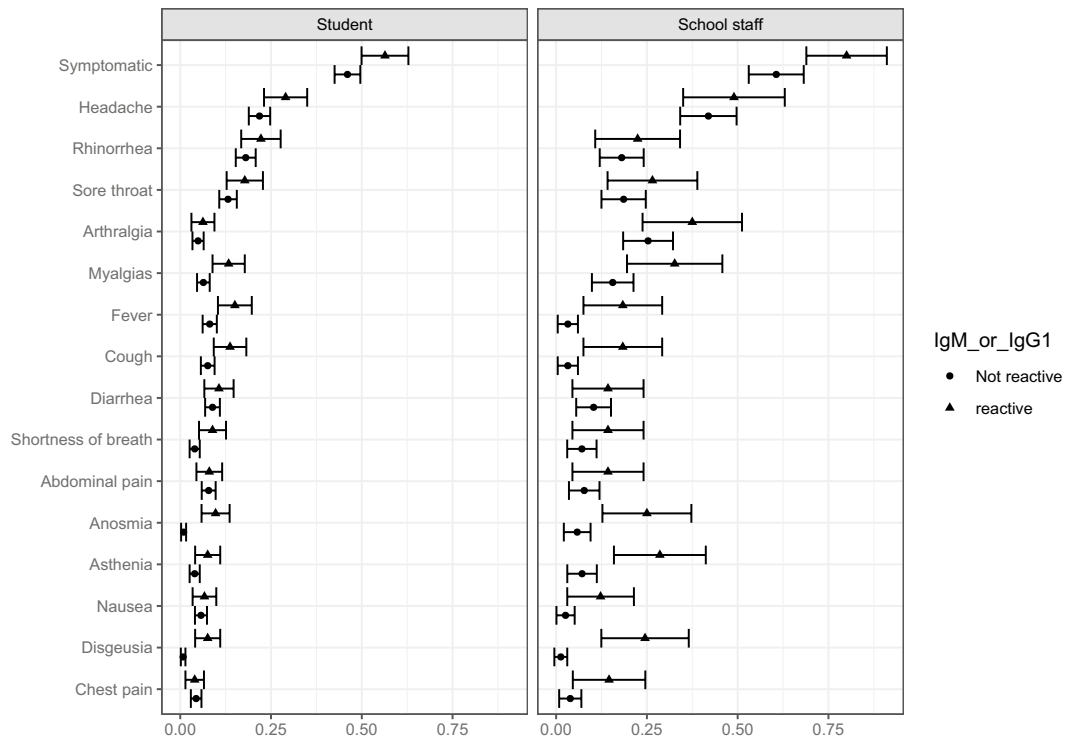 Student
School staff
Symptomatic
Headache
Rhinorrhea
Sore throat
Arthralgia
Myalgias
Fever
Cough
Diarrhea
Shortness of breath
Abdominal pain
Anosmia
Asthenia
Nausea
Disgeusia
Chest pain
0.00 0.25 0.50 0.75
0.00 0.25 0.50 0.75
IgM_or_IgG1
Not reactive
reactive